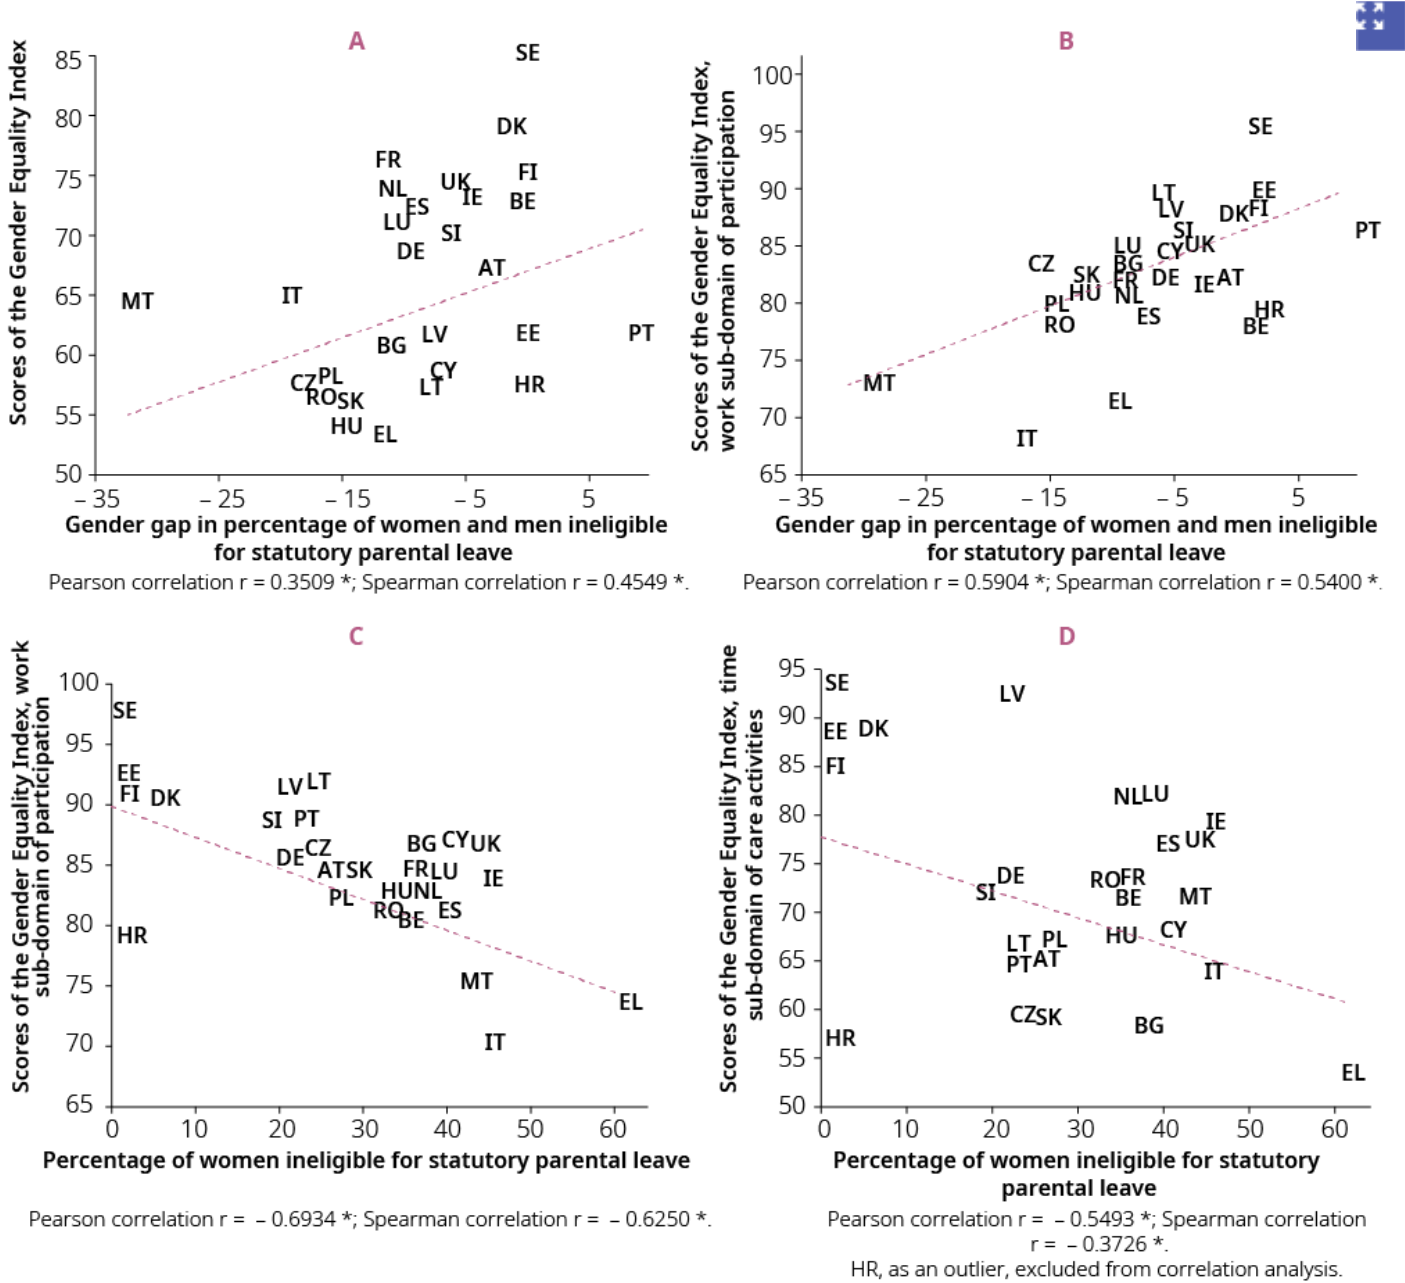 A
Scores of the Gender Equality Index
85
80
75
70
65
60
55
50
SE
DK
FR
FI
UK
NL
IE
BE
ES
LU
SI
DE
AT
IT
MT
EE
PT
LV
BG
CY
PL
CZ
LT
HR
RO
SK
HU
EL
– 35
– 25
– 15
– 5
5
Gender gap in percentage of women and men ineligible
for statutory parental leave
Pearson correlation r = 0.3509 *; Spearman correlation r = 0.4549 *.
B
Scores of the Gender Equality Index,
work sub-domain of participation
100
95
90
85
80
75
70
65
SE
LT
EE
LV
DK
FI
SI
PT
LU
CY
UK
CZ
BG
SK
FR
DE
IE
AT
HU
NL
PL
HR
RO
ES
BE
MT
EL
IT
– 35
– 25
– 15
– 5
5
Gender gap in percentage of women and men ineligible
for statutory parental leave
Pearson correlation r = 0.5904 *; Spearman correlation r = 0.5400 *.
C
Scores of the Gender Equality Index, work
sub-domain of participation
100
95
90
85
80
75
70
65
SE
EE
FI
DK
LV
LT
SI
PT
CZ
DE
BG
CY
UK
AT
SK
FR
LU
IE
PL
HU
NL
RO
BE
ES
HR
MT
EL
IT
0
10
20
30
40
50
60
Percentage of women ineligible for statutory parental leave
Pearson correlation r = – 0.6934 *; Spearman correlation r = – 0.6250 *.
D
Scores of the Gender Equality Index, time
sub-domain of care activities
95
90
85
80
75
70
65
60
55
50
SE
LV
EE
DK
FI
NL
LU
IE
ES
UK
DE
SI
RO
FR
BE
MT
LT
PL
HU
CY
PT
AT
IT
CZ
SK
BG
HR
EL
0
10
20
30
40
50
60
Percentage of women ineligible for statutory
parental leave
Pearson correlation r = – 0.5493 *; Spearman correlation
r = – 0.3726 *.
HR, as an outlier, excluded from correlation analysis.